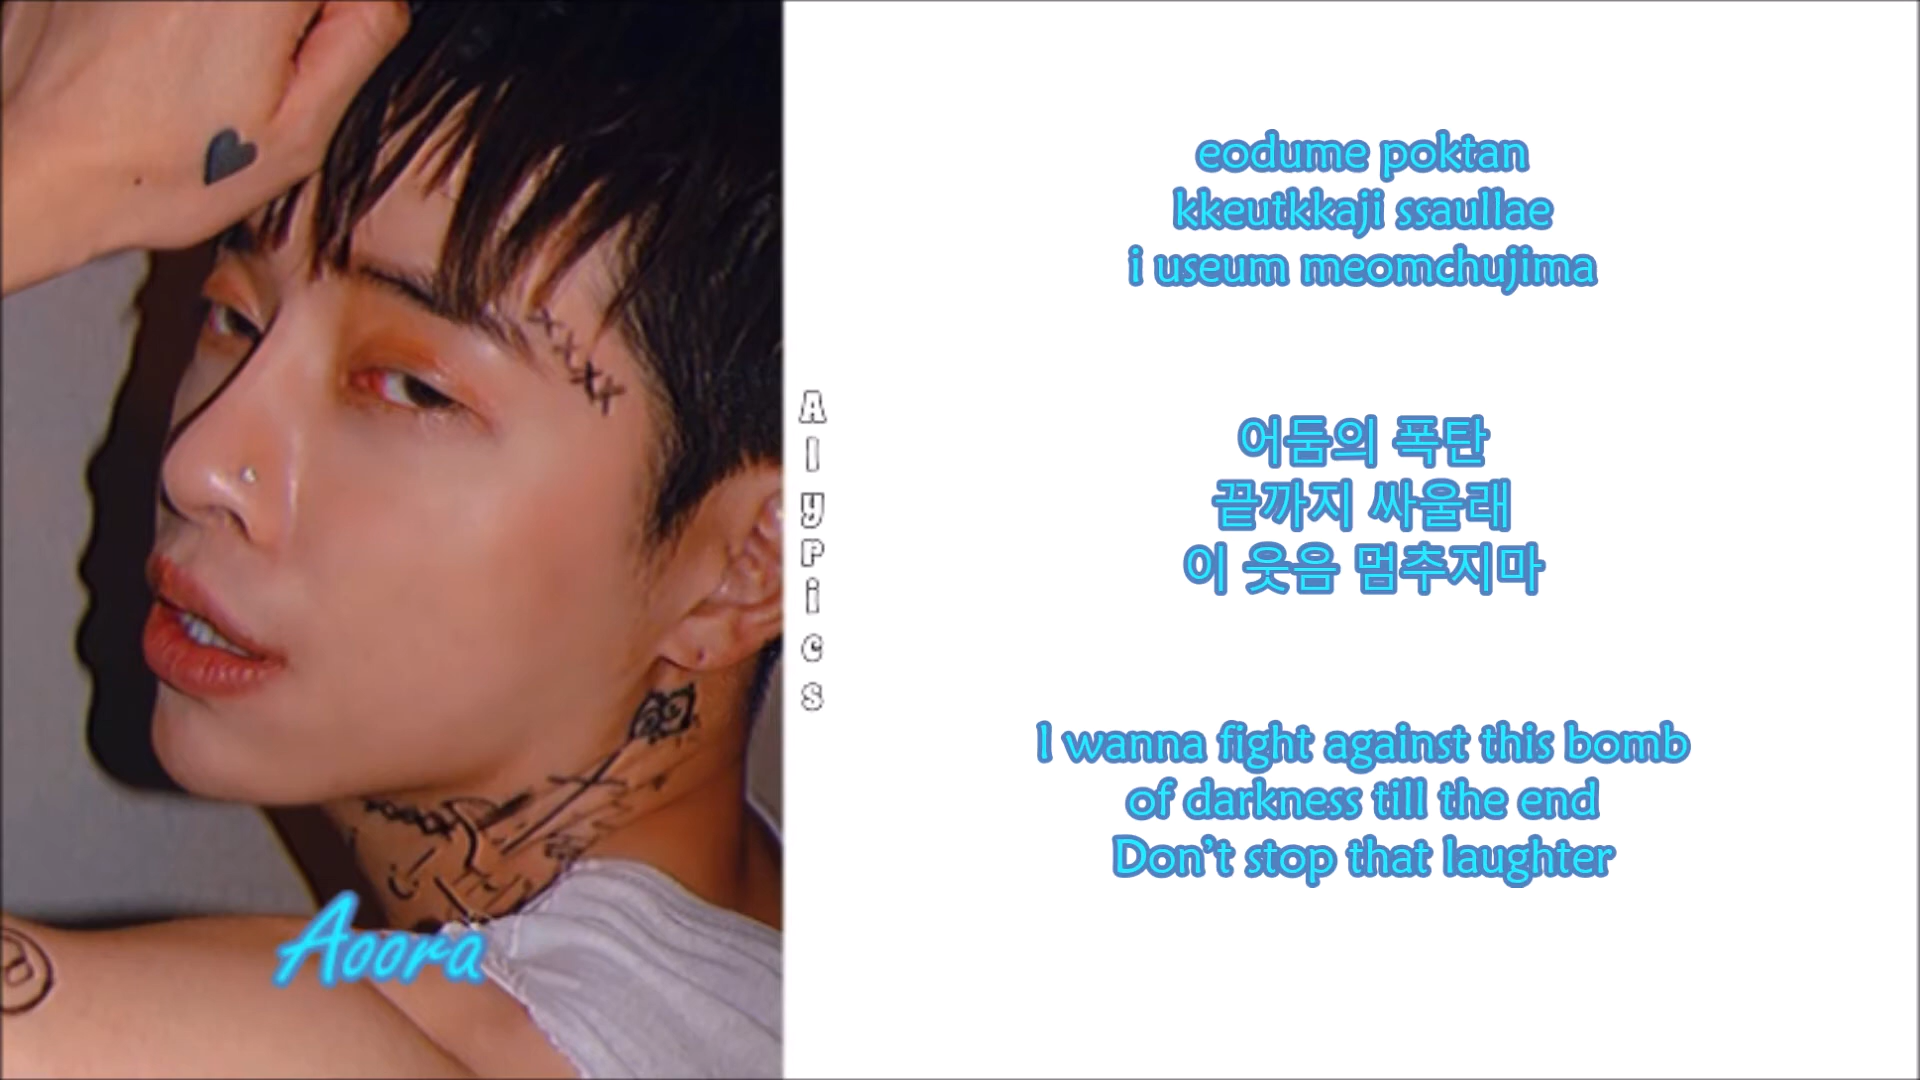 eodume poktan
kkeutkkaji ssaullae
i useum meomchujima
어둠의 폭탄
끝까지 싸울래
이 웃음 멈추지마
I wanna fight against this bomb
of darkness till the end
Don't stop that laughter
AlyPics
Aoora